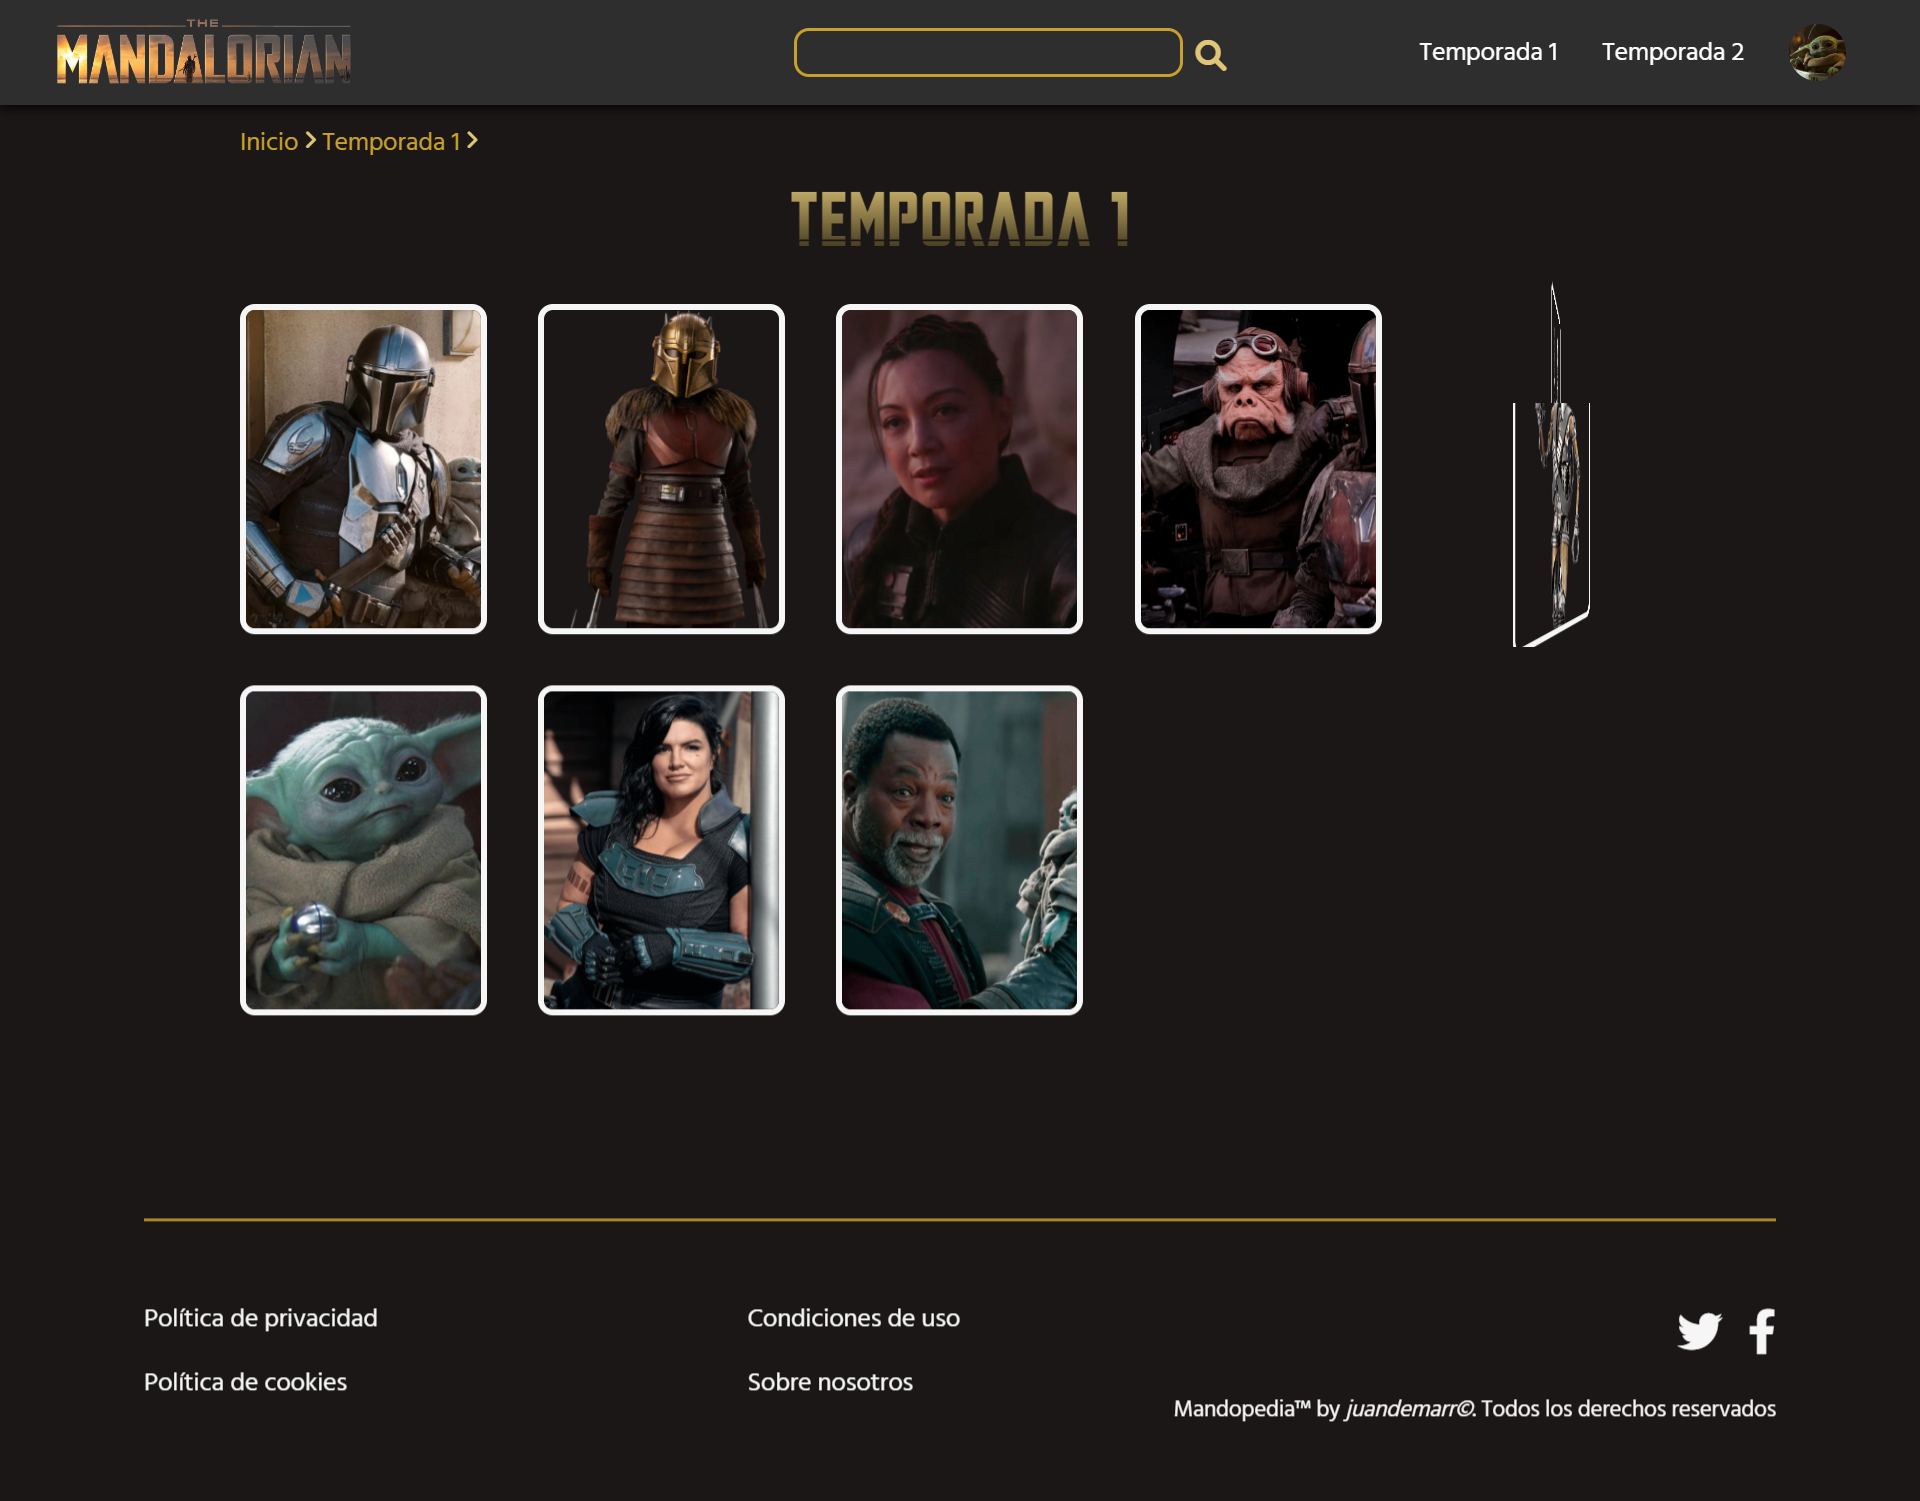 THE
MANDALORIAN
Temporada 1
Temporada 2
Inicio > Temporada 1 >
TEMPORADA 1
Política de privacidad
Condiciones de uso
Política de cookies
Sobre nosotros
Mandopedia™ by juandemarr©. Todos los derechos reservados